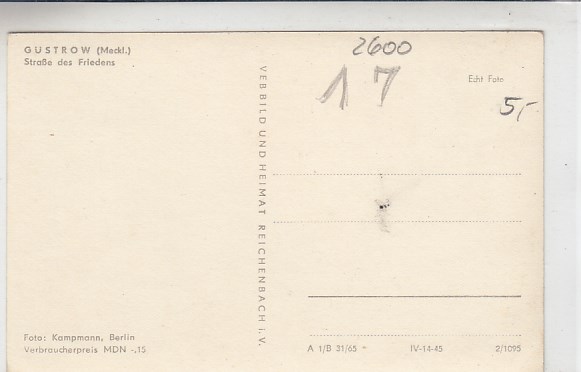 GUSTROW (Meckl.)
Straße des Friedens
2600
17
Echt Foto
5,-
VEB BILD UND HEIMAT REICHENBACH i. V.
Foto: Kampmann, Berlin
Verbraucherpreis MDN -,15
A 1/B 31/65 IV-14-45 2/1095